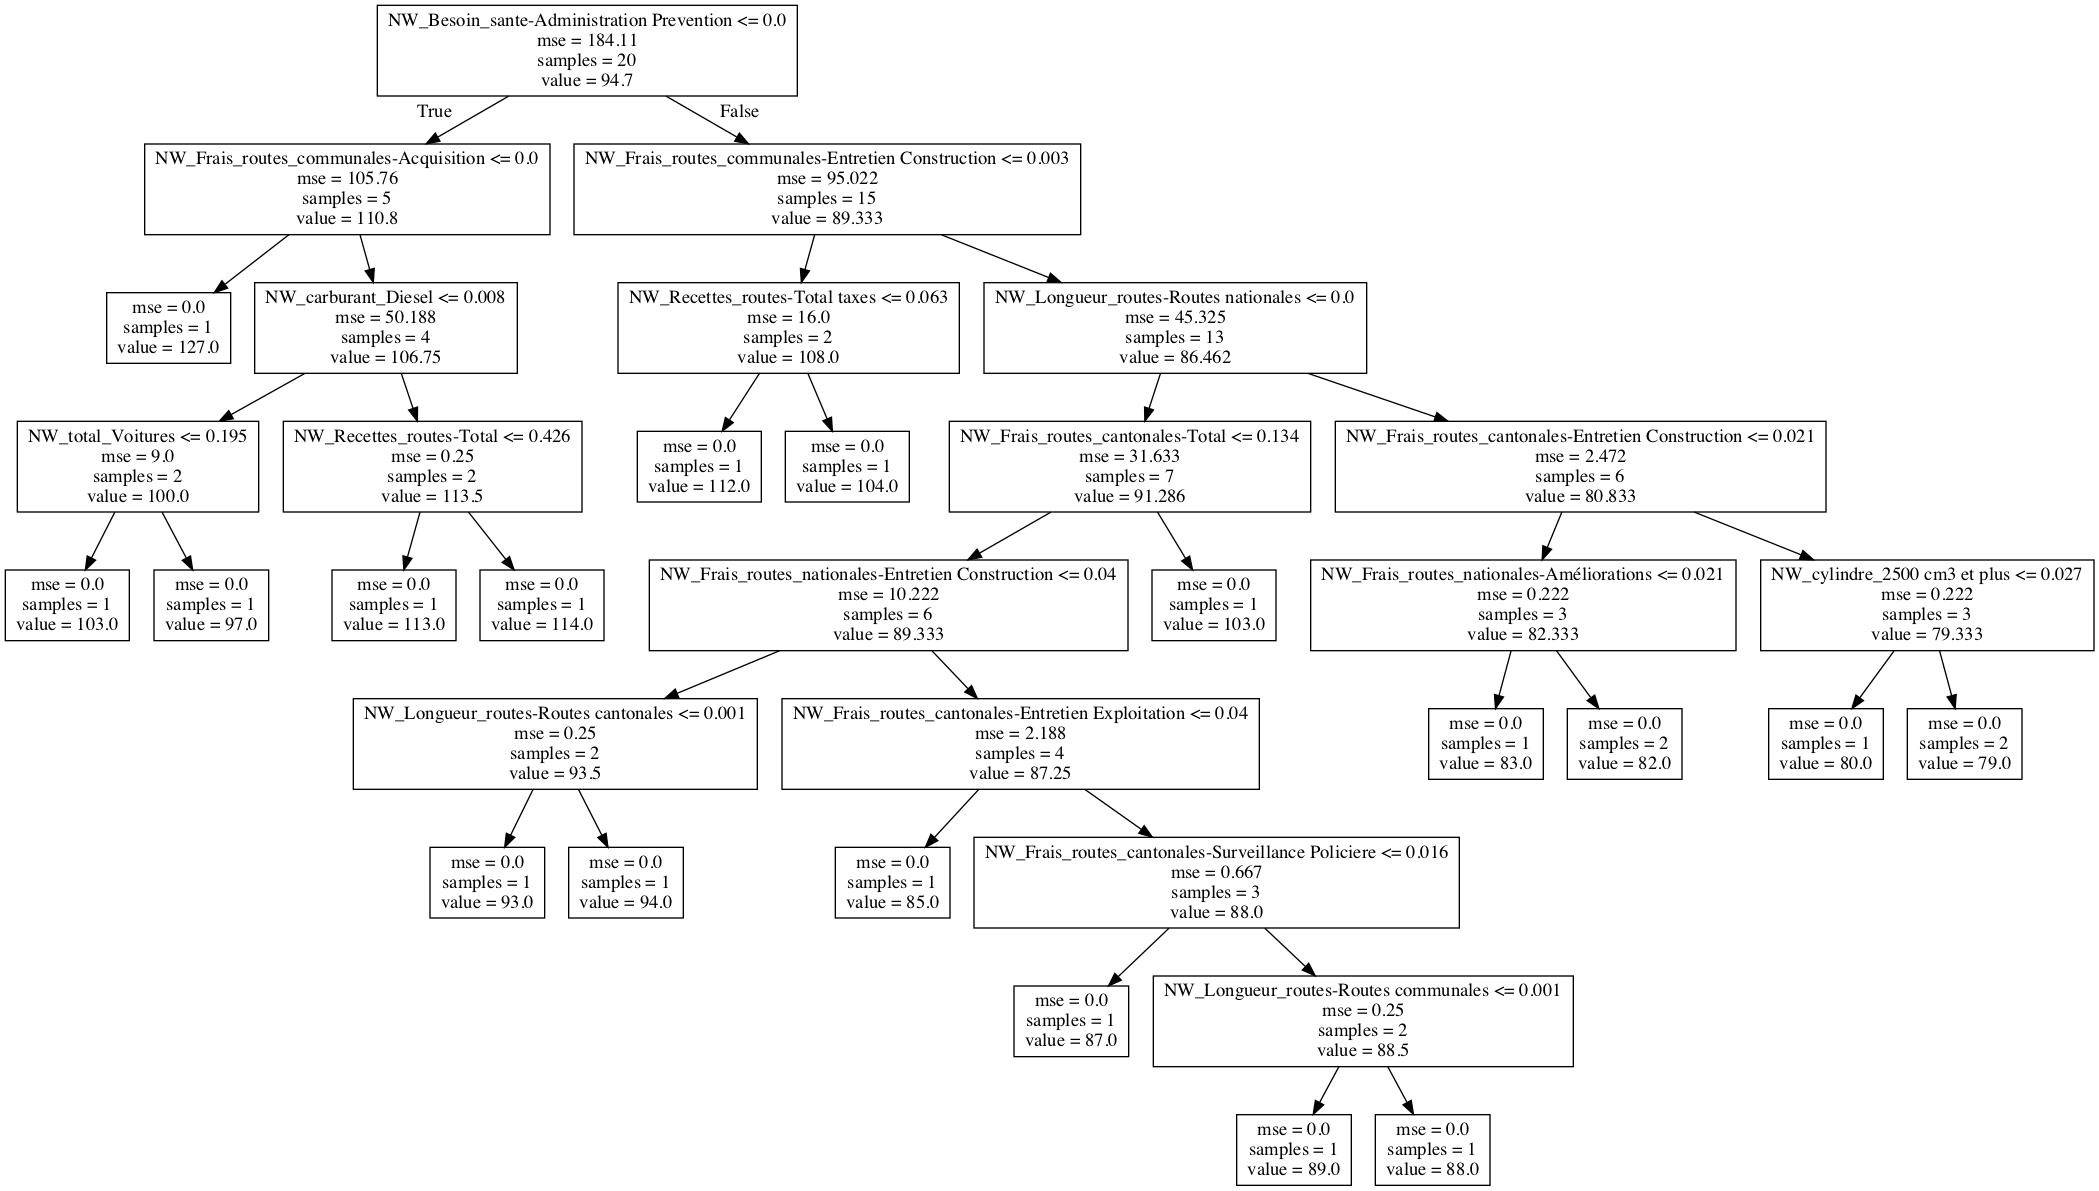 NW_Besoin_sante-Administration Prevention <= 0.0
mse = 184.11
samples = 20
value = 94.7
True
False
NW_Frais_routes_communales-Acquisition <= 0.0
mse = 105.76
samples = 5
value = 110.8
NW_Frais_routes_communales-Entretien Construction <= 0.003
mse = 95.022
samples = 15
value = 89.333
mse = 0.0
samples = 1
value = 127.0
NW_carburant_Diesel <= 0.008
mse = 50.188
samples = 4
value = 106.75
NW_Recettes_routes-Total taxes <= 0.063
mse = 16.0
samples = 2
value = 108.0
NW_Longueur_routes-Routes nationales <= 0.0
mse = 45.325
samples = 13
value = 86.462
NW_total_Voitures <= 0.195
mse = 9.0
samples = 2
value = 100.0
NW_Recettes_routes-Total <= 0.426
mse = 0.25
samples = 2
value = 113.5
mse = 0.0
samples = 1
value = 112.0
mse = 0.0
samples = 1
value = 104.0
NW_Frais_routes_cantonales-Total <= 0.134
mse = 31.633
samples = 7
value = 91.286
NW_Frais_routes_cantonales-Entretien Construction <= 0.021
mse = 2.472
samples = 6
value = 80.833
mse = 0.0
samples = 1
value = 103.0
mse = 0.0
samples = 1
value = 97.0
mse = 0.0
samples = 1
value = 113.0
mse = 0.0
samples = 1
value = 114.0
NW_Frais_routes_nationales-Entretien Construction <= 0.04
mse = 10.222
samples = 6
value = 89.333
mse = 0.0
samples = 1
value = 103.0
NW_Frais_routes_nationales-Améliorations <= 0.021
mse = 0.222
samples = 3
value = 82.333
NW_cylindre_2500 cm3 et plus <= 0.027
mse = 0.222
samples = 3
value = 79.333
NW_Longueur_routes-Routes cantonales <= 0.001
mse = 0.25
samples = 2
value = 93.5
NW_Frais_routes_cantonales-Entretien Exploitation <= 0.04
mse = 2.188
samples = 4
value = 87.25
mse = 0.0
samples = 1
value = 83.0
mse = 0.0
samples = 2
value = 82.0
mse = 0.0
samples = 1
value = 80.0
mse = 0.0
samples = 2
value = 79.0
mse = 0.0
samples = 1
value = 93.0
mse = 0.0
samples = 1
value = 94.0
mse = 0.0
samples = 1
value = 85.0
NW_Frais_routes_cantonales-Surveillance Policiere <= 0.016
mse = 0.667
samples = 3
value = 88.0
mse = 0.0
samples = 1
value = 87.0
NW_Longueur_routes-Routes communales <= 0.001
mse = 0.25
samples = 2
value = 88.5
mse = 0.0
samples = 1
value = 89.0
mse = 0.0
samples = 1
value = 88.0